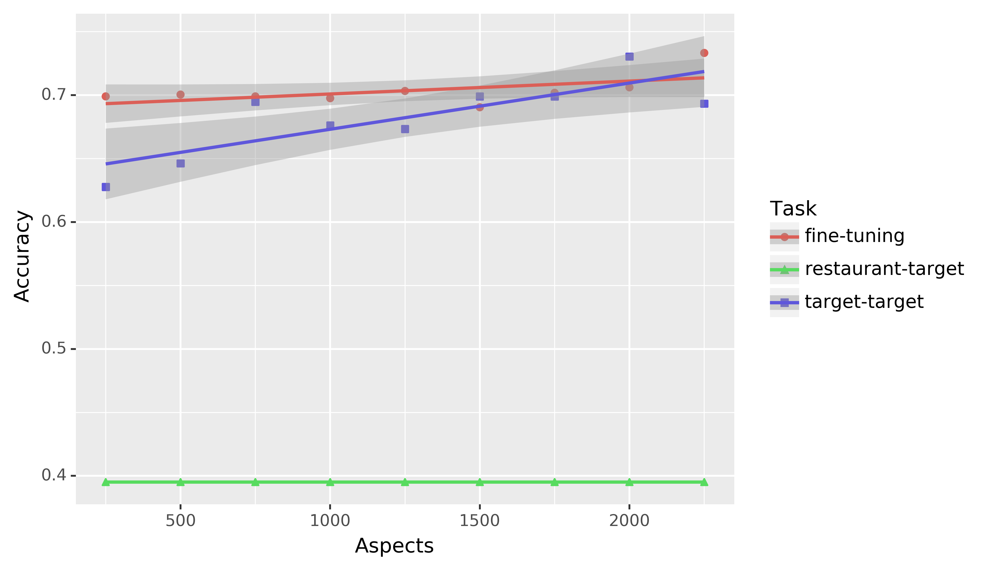 Accuracy
0.7
0.6
0.5
0.4
500 1000 1500 2000
Aspects
Task
fine-tuning
restaurant-target
target-target